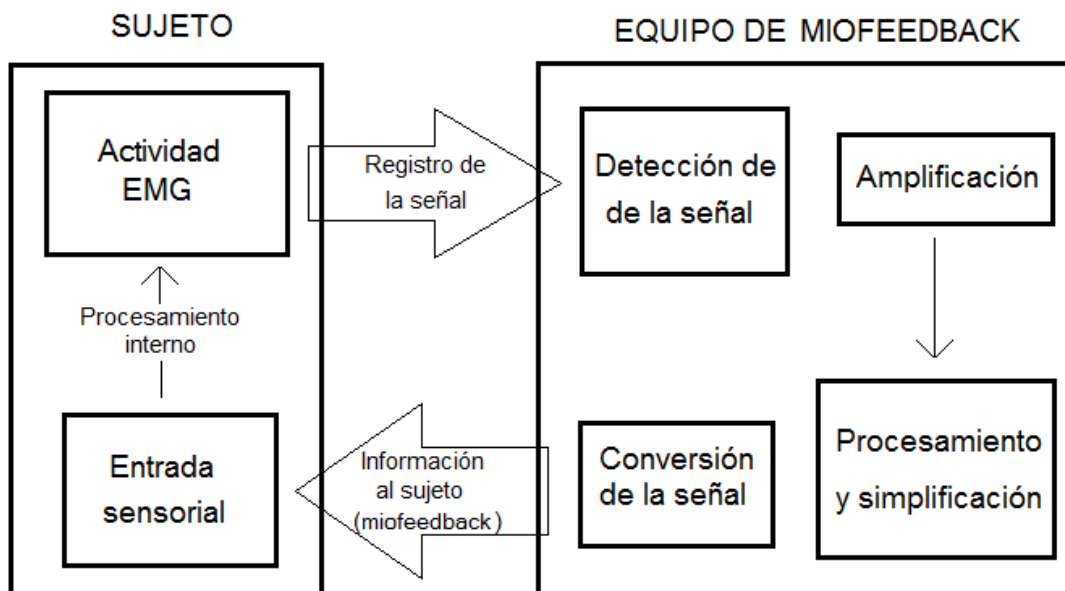 SUJETO
EQUIPO DE MIOFEEDBACK
Actividad
EMG
Registro de
la señal
Detección de
de la señal
Amplificación
Procesamiento
interno
Entrada
sensorial
Información
al sujeto
(miofeedback)
Conversión
de la señal
Procesamiento
y simplificación